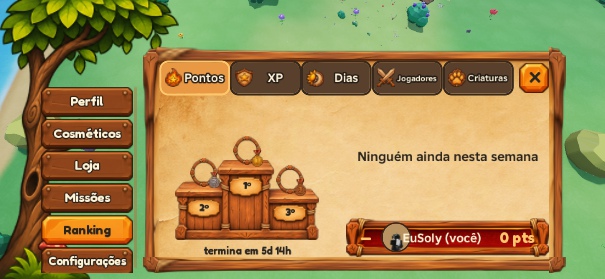 Pontos
XP
Dias
Jogadores
Criaturas
X
Perfil
Cosméticos
Loja
Missões
Ranking
Configurações
1º
2º
3º
termina em 5d 14h
Ninguém ainda nesta semana
– EuSoly (você) 0 pts